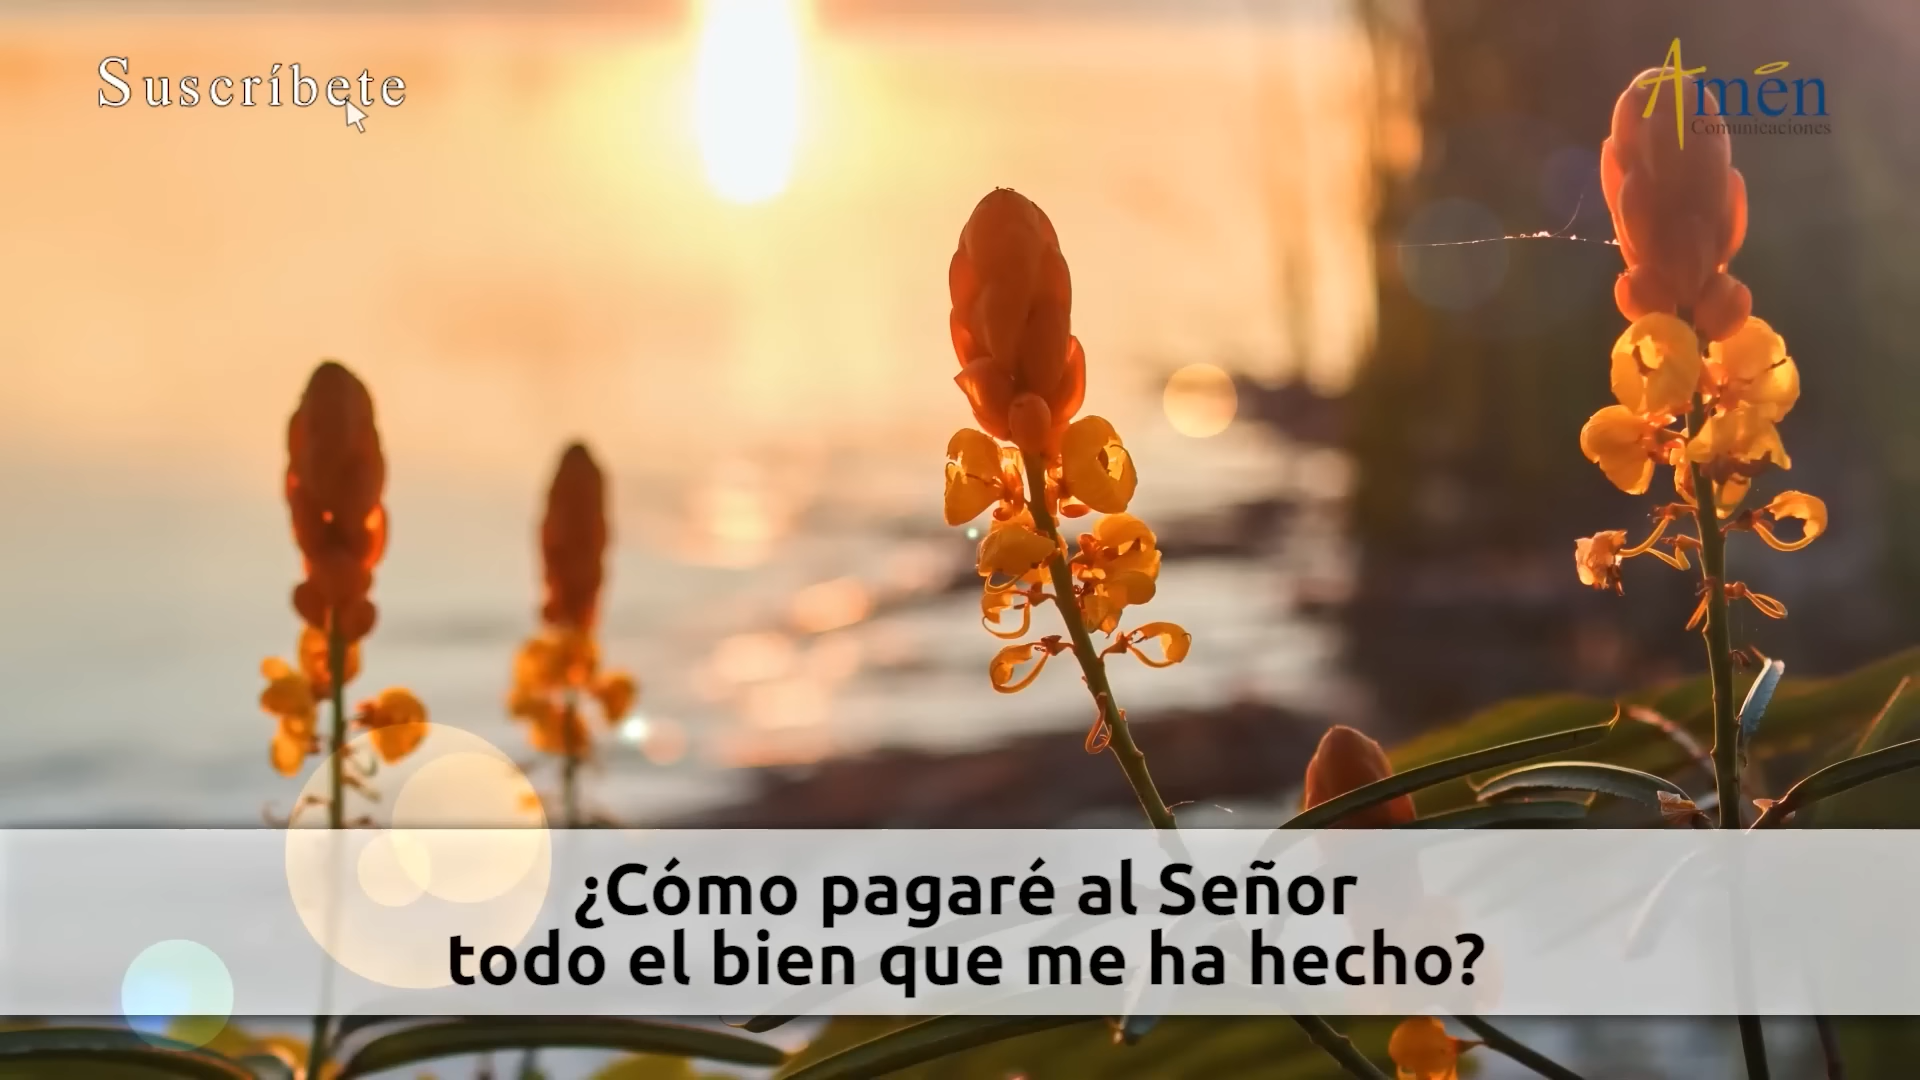 Suscríbete
Amén
Comunicaciones
¿Cómo pagaré al Señor
todo el bien que me ha hecho?